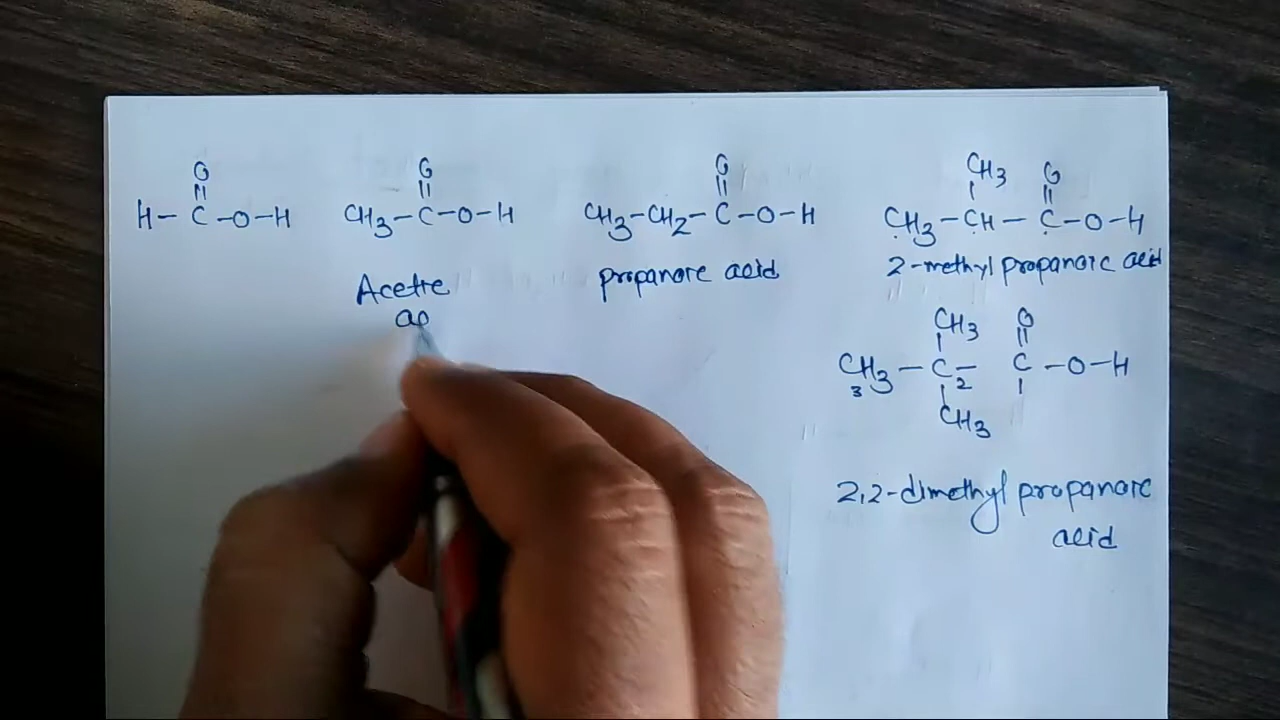 O O O CH3 O
H-C-O-H CH3-C-O-H CH3-CH2-C-O-H CH3-CH-C-O-H
Acetic
ac
propanoic acid
2-methyl propanoic acid
CH3 O
CH3-C- C-O-H
3 2
CH3
2,2-dimethyl propanoic
acid